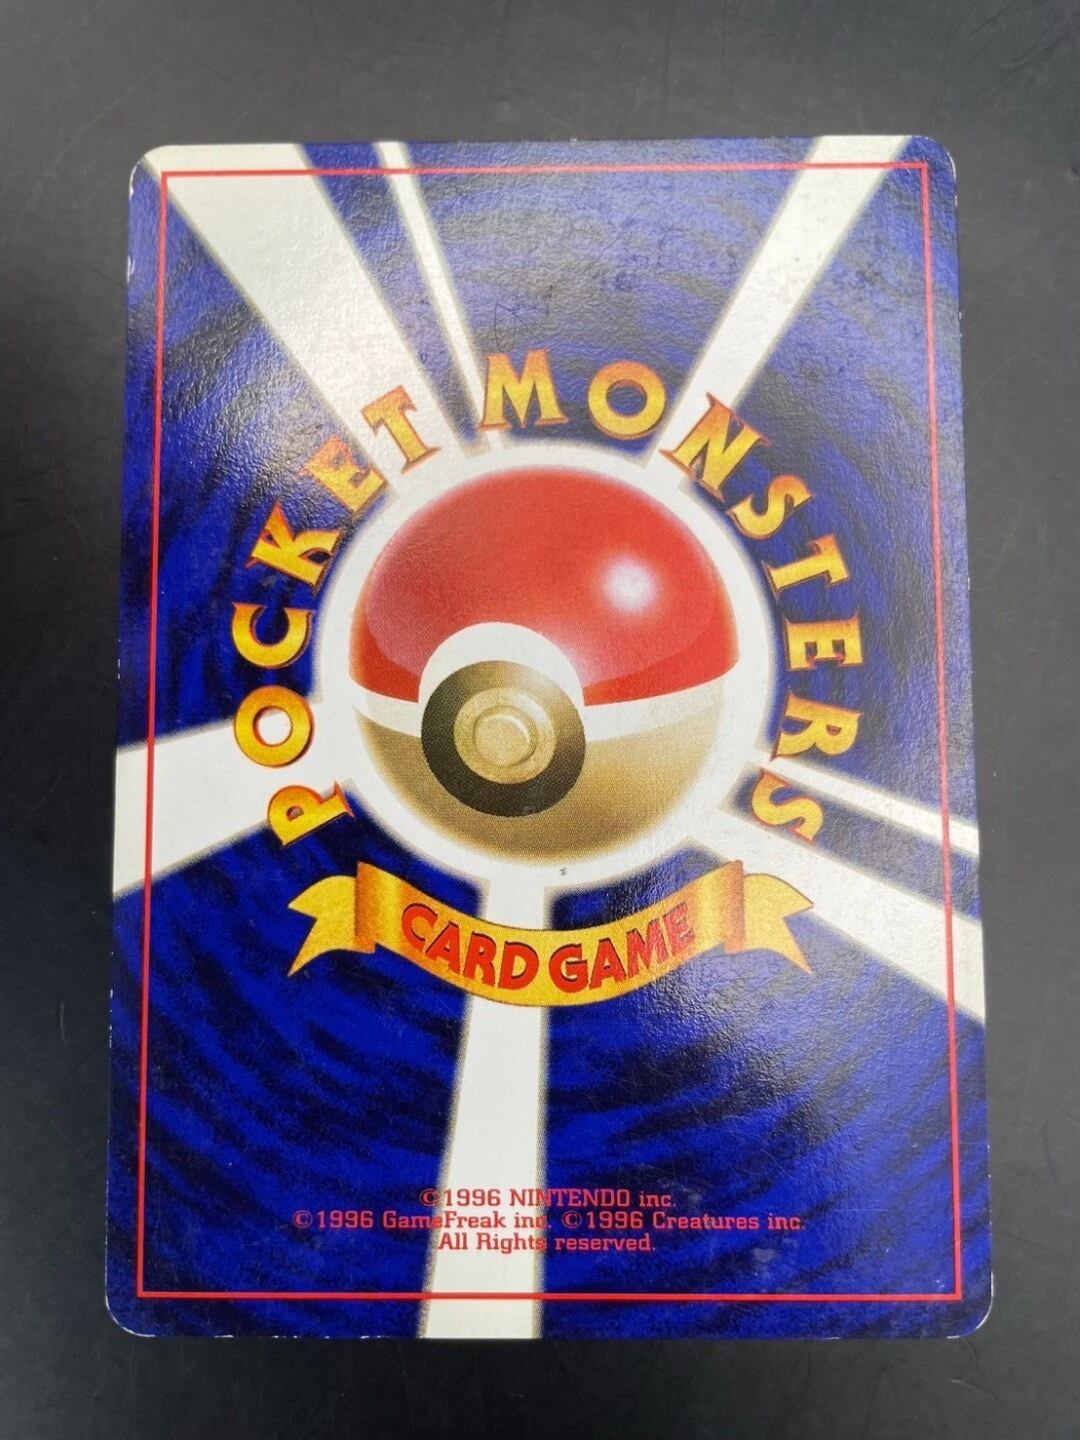 POCKET MONSTERS
CARD GAME
©1996 NINTENDO inc.
©1996 GameFreak inc. ©1996 Creatures inc.
All Rights reserved.